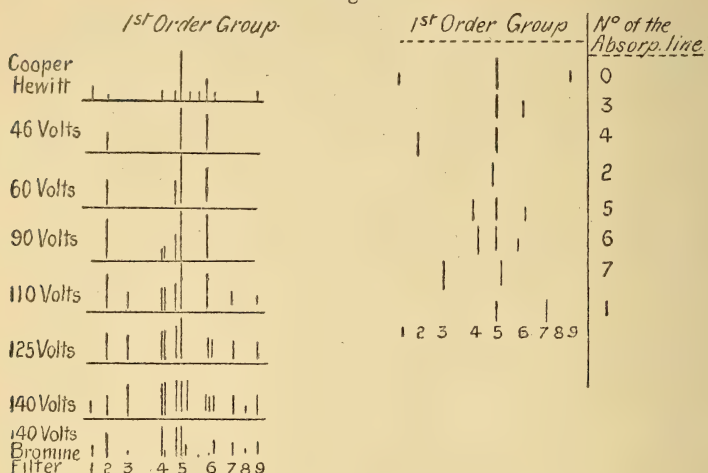 1st Order Group
Cooper
Hewitt
46 Volts
60 Volts
90 Volts
110 Volts
125 Volts
140 Volts
140 Volts
Bromine
Filter 1 2 3 4 5 6 7 8 9
1st Order Group
1 2 3 4 5 6 7 8 9
No of the
Absorp. line.
0
3
4
2
5
6
7
1